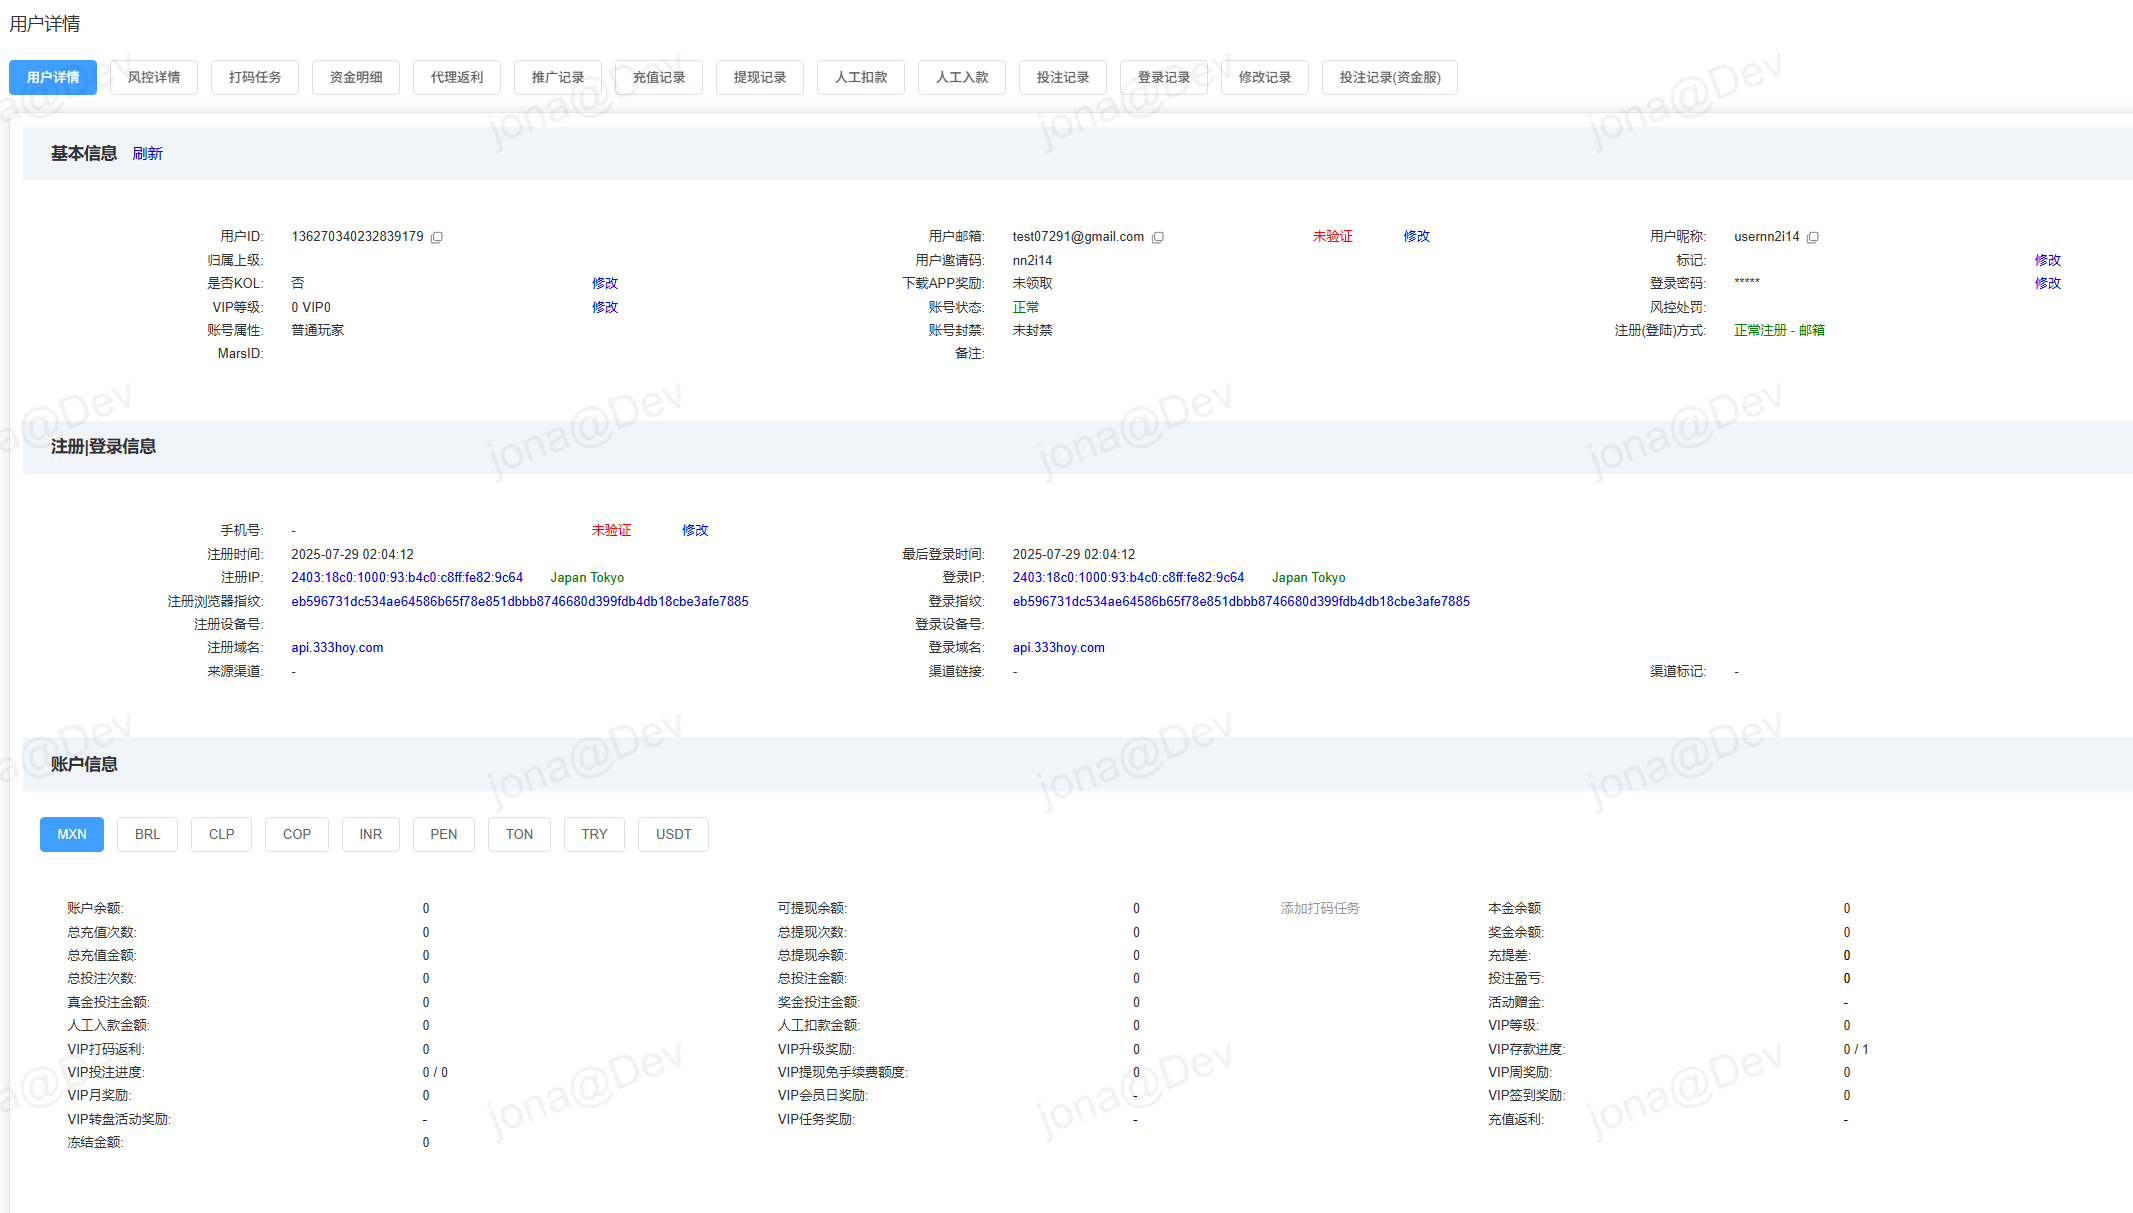 用户详情
用户详情 风控详情 打码任务 资金明细 代理返利 推广记录 充值记录 提现记录 人工扣款 人工入款 投注记录 登录记录 修改记录 投注记录(资金服)
基本信息 刷新
用户ID: 136270340232839179 用户邮箱: test07291@gmail.com 未验证 修改 用户昵称: usernn2i14
归属上级: 用户邀请码: nn2i14 标记: 修改
是否KOL: 否 修改 下载APP奖励: 未领取 登录密码: ***** 修改
VIP等级: 0 VIP0 修改 账号状态: 正常 风控处罚:
账号属性: 普通玩家 账号封禁: 未封禁 注册(登陆)方式: 正常注册 - 邮箱
MarsID: 备注:
注册|登录信息
手机号: - 未验证 修改
注册时间: 2025-07-29 02:04:12 最后登录时间: 2025-07-29 02:04:12
注册IP: 2403:18c0:1000:93:b4c0:c8ff:fe82:9c64 Japan Tokyo 登录IP: 2403:18c0:1000:93:b4c0:c8ff:fe82:9c64 Japan Tokyo
注册浏览器指纹: eb596731dc534ae64586b65f78e851dbbb8746680d399fdb4db18cbe3afe7885 登录指纹: eb596731dc534ae64586b65f78e851dbbb8746680d399fdb4db18cbe3afe7885
注册设备号: 登录设备号:
注册域名: api.333hoy.com 登录域名: api.333hoy.com
来源渠道: - 渠道链接: - 渠道标记: -
账户信息
MXN BRL CLP COP INR PEN TON TRY USDT
账户余额: 0 可提现余额: 0 添加打码任务 本金余额 0
总充值次数: 0 总提现次数: 0 奖金余额: 0
总充值金额: 0 总提现余额: 0 充提差: 0
总投注次数: 0 总投注金额: 0 投注盈亏: 0
真金投注金额: 0 奖金投注金额: 0 活动赠金: -
人工入款金额: 0 人工扣款金额: 0 VIP等级: 0
VIP打码返利: 0 VIP升级奖励: 0 VIP存款进度: 0 / 1
VIP投注进度: 0 / 0 VIP提现免手续费额度: 0 VIP周奖励: 0
VIP月奖励: 0 VIP会员日奖励: - VIP签到奖励: 0
VIP转盘活动奖励: - VIP任务奖励: - 充值返利: -
冻结金额: 0
jona@Dev